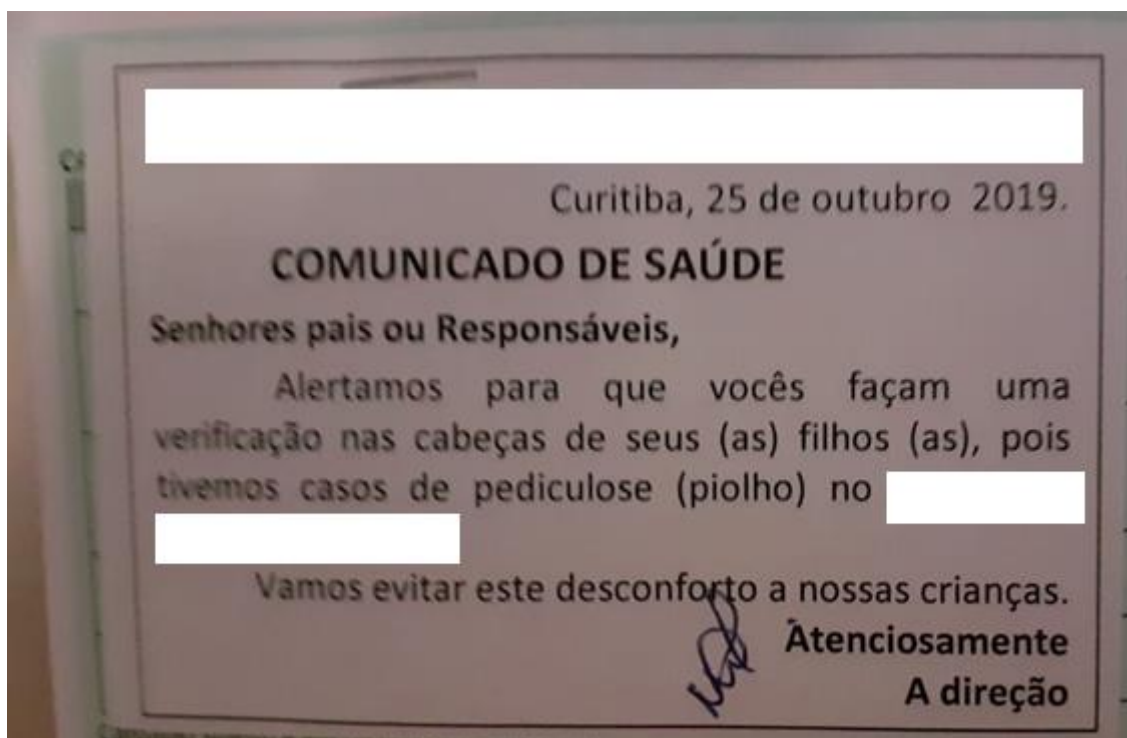 Curitiba, 25 de outubro 2019.
COMUNICADO DE SAÚDE
Senhores pais ou Responsáveis,
Alertamos para que vocês façam uma
verificação nas cabeças de seus (as) filhos (as), pois
tivemos casos de pediculose (piolho) no
Vamos evitar este desconforto a nossas crianças.
Atenciosamente
A direção